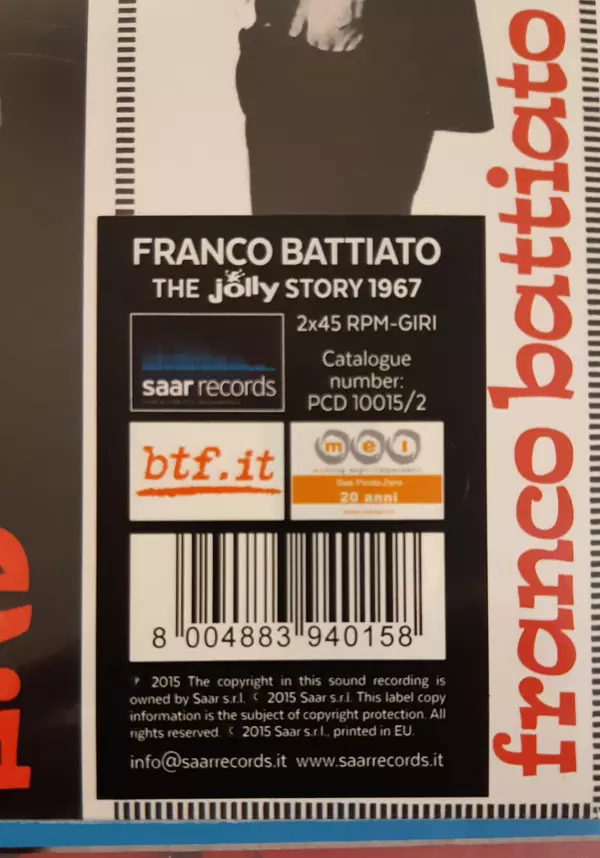 franco battiato
FRANCO BATTIATO
THE jolly STORY 1967
2x45 RPM-GIRI
Catalogue
number:
PCD 10015/2
saar records
btf.it
mei
Due Punto Zero
20 anni
8 004883 940158
℗ 2015 The copyright in this sound recording is
owned by Saar s.r.l. © 2015 Saar s.r.l. This label copy
information is the subject of copyright protection. All
rights reserved. © 2015 Saar s.r.l., printed in EU.
info@saarrecords.it www.saarrecords.it